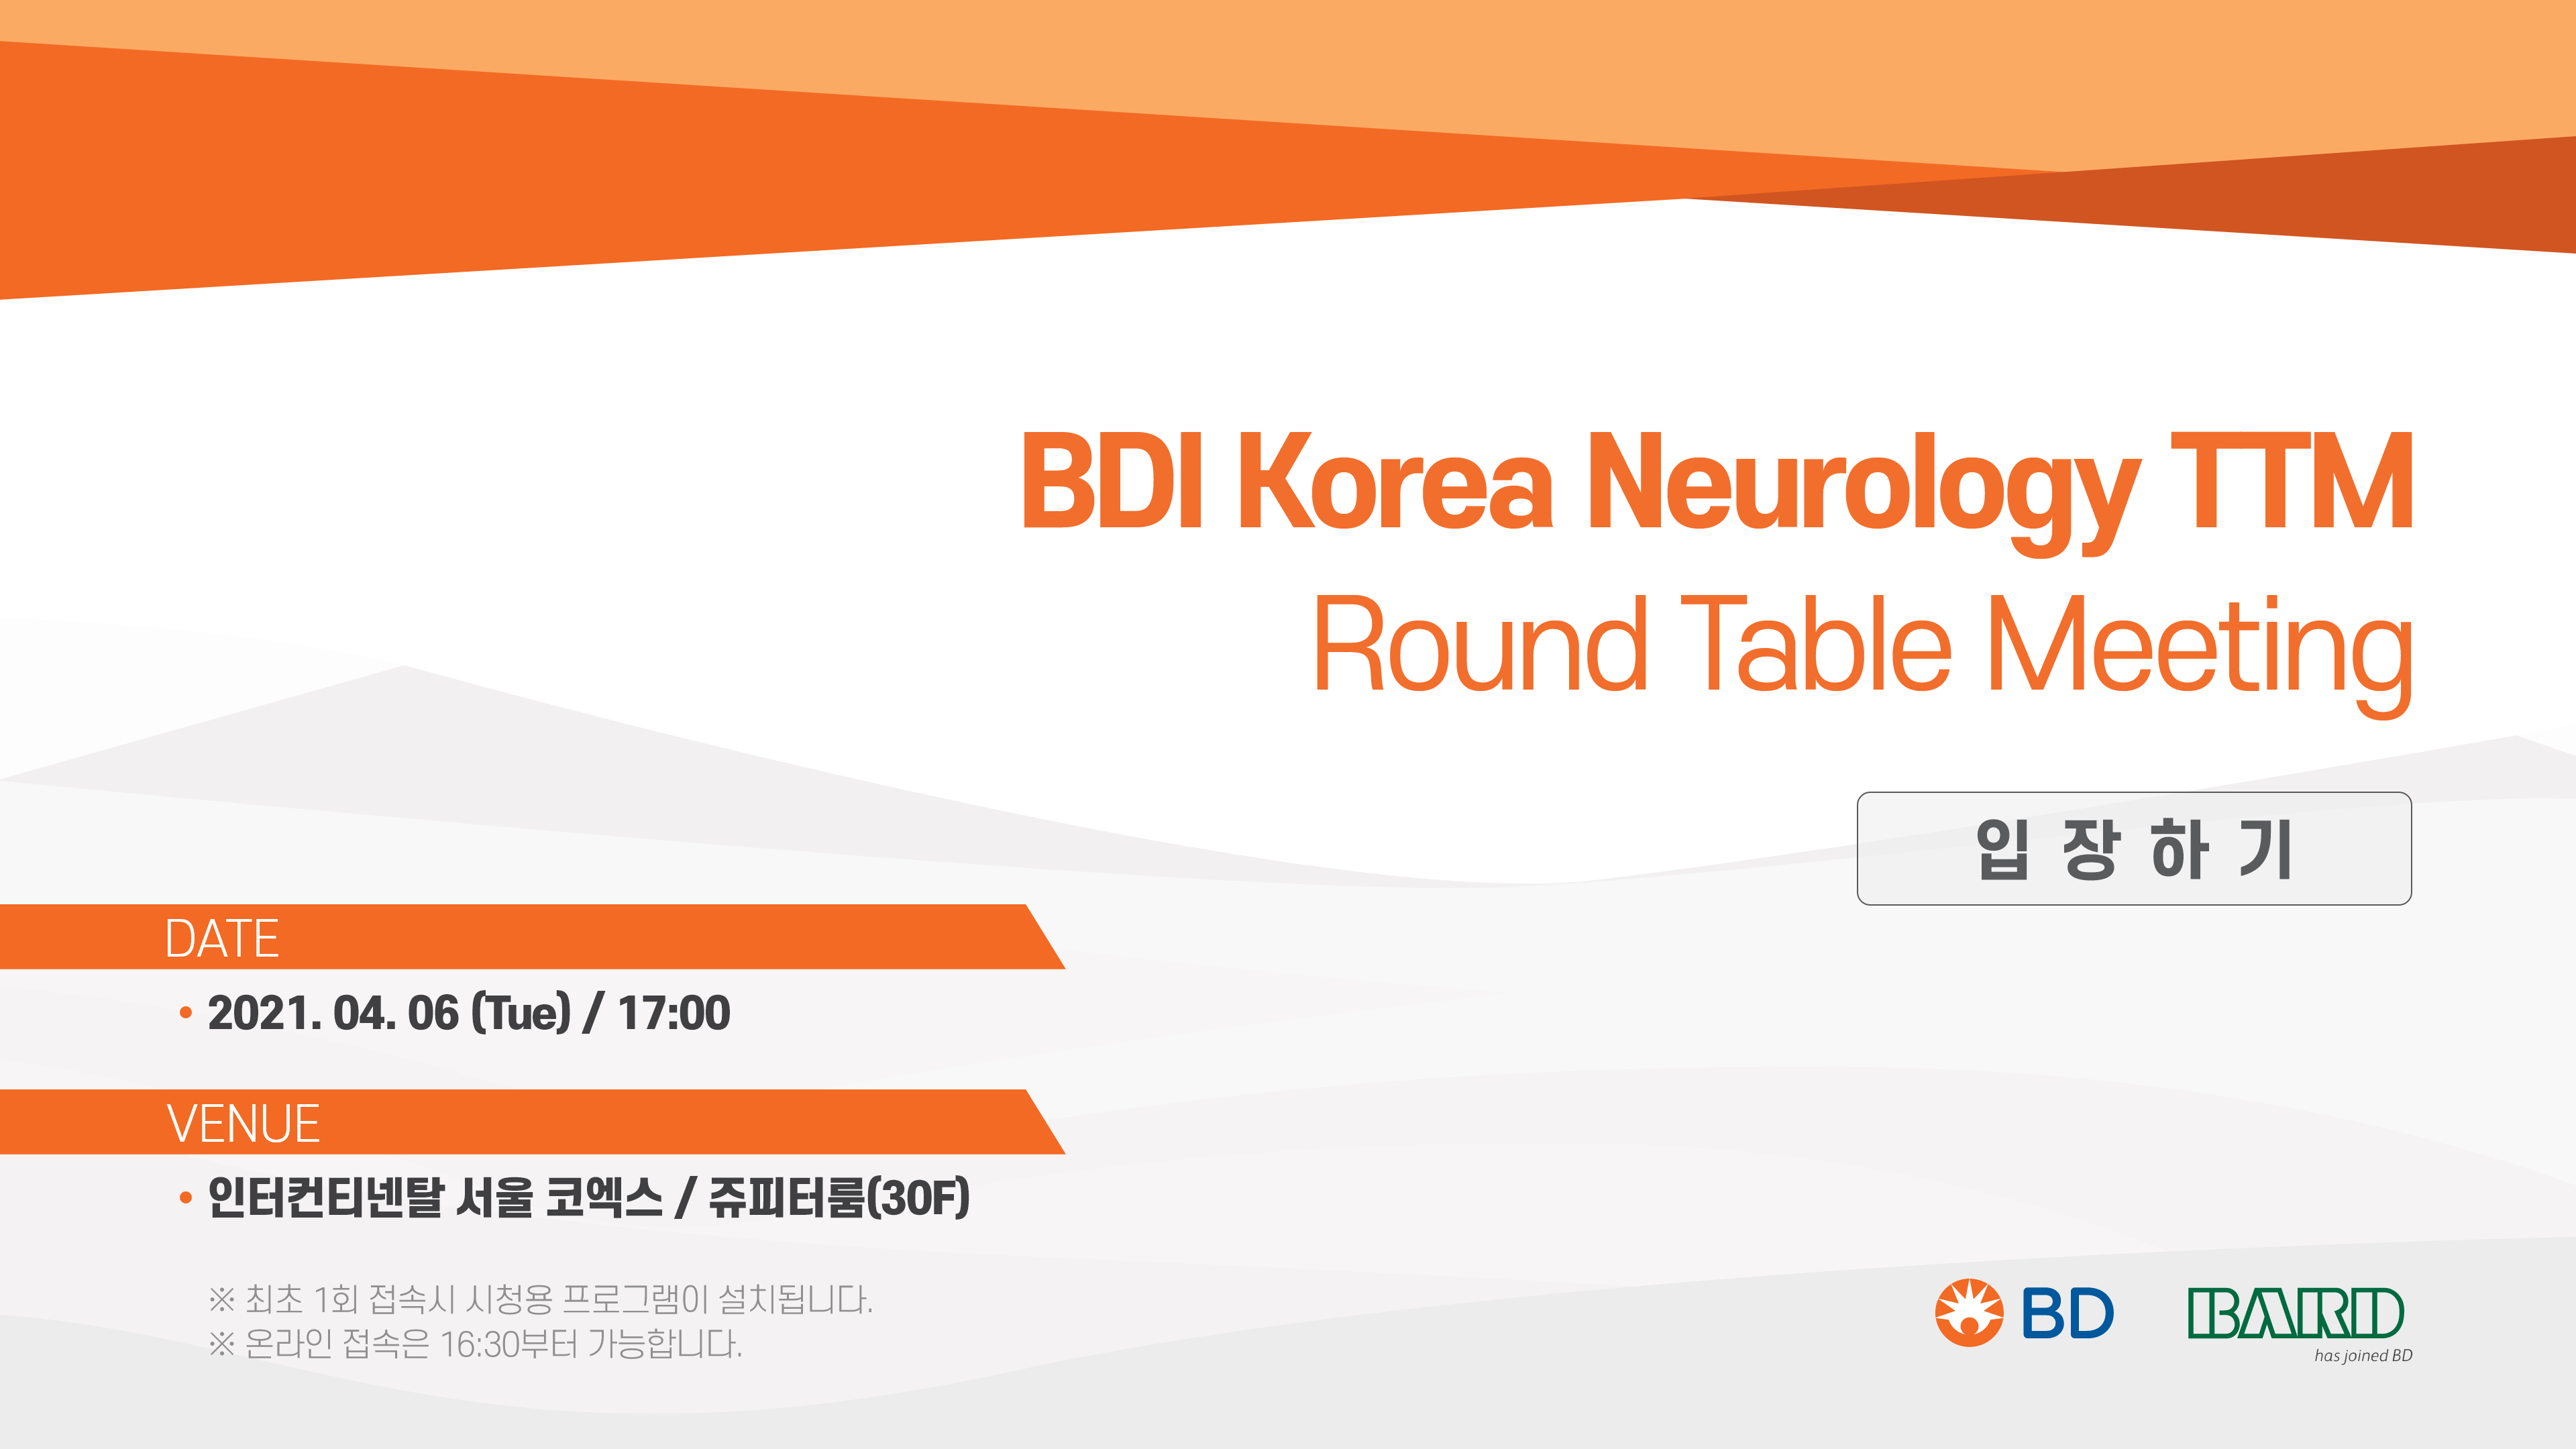 BDI Korea Neurology TTM
Round Table Meeting
입장하기
DATE
• 2021. 04. 06 (Tue) / 17:00
VENUE
• 인터컨티넨탈 서울 코엑스 / 쥬피터룸(30F)
※ 최초 1회 접속시 시청용 프로그램이 설치됩니다.
※ 온라인 접속은 16:30부터 가능합니다.
BD
BARD
has joined BD